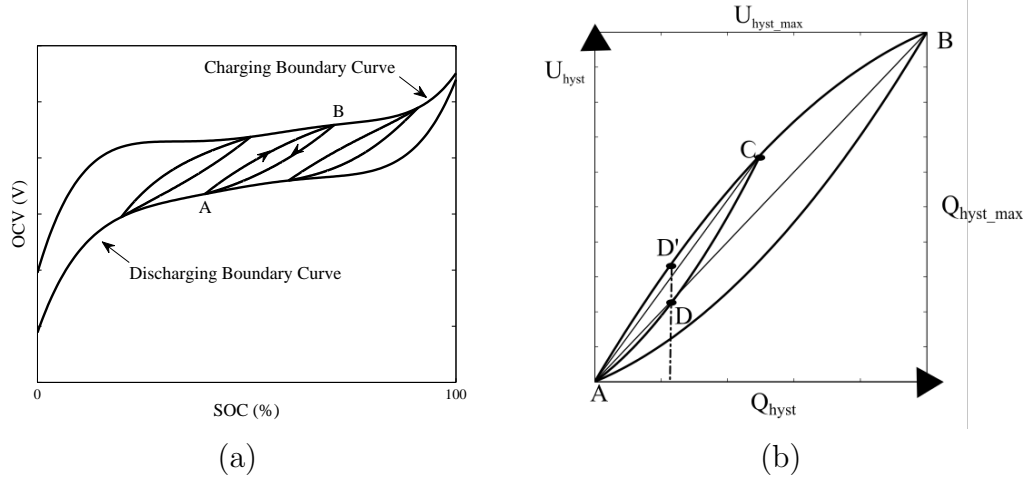 Charging Boundary Curve
B
A
Discharging Boundary Curve
OCV (V)
0
100
SOC (%)
(a)
U_hyst_max
U_hyst
B
C
Q_hyst_max
D'
D
A
Q_hyst
(b)